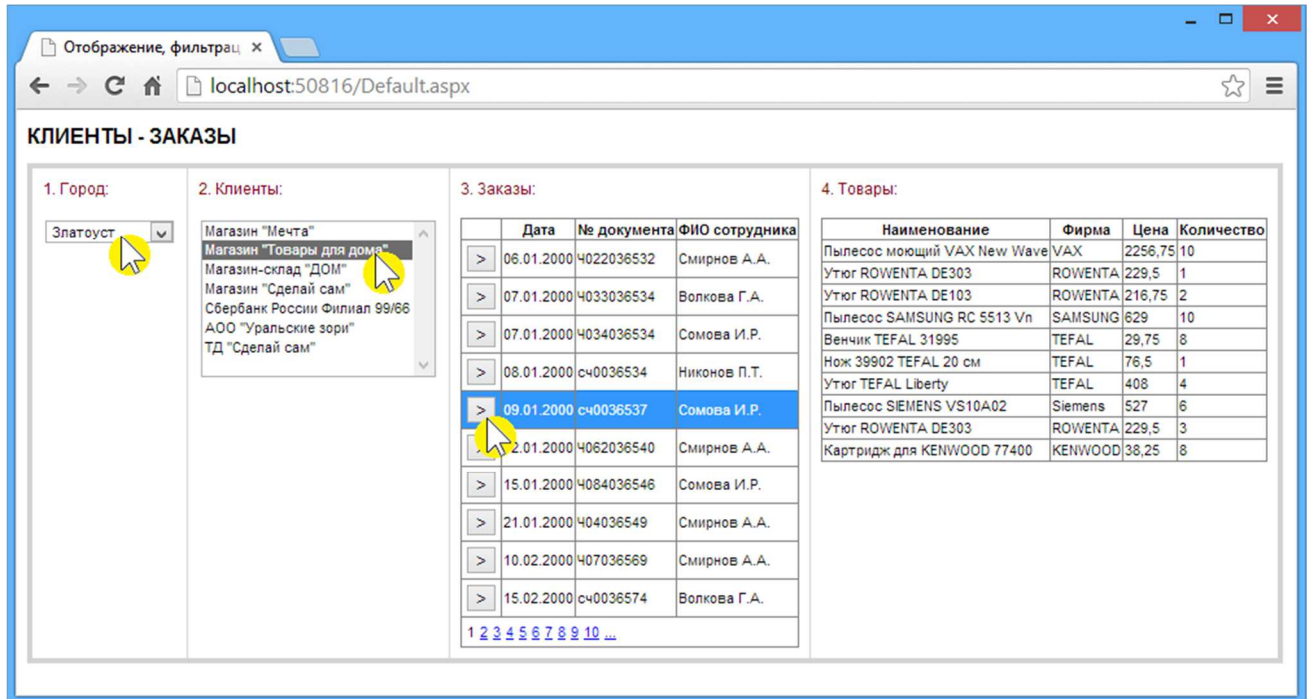 Отображение, фильтрац ×
localhost:50816/Default.aspx
КЛИЕНТЫ - ЗАКАЗЫ
1. Город:
Златоуст
2. Клиенты:
Магазин "Мечта"
Магазин "Товары для дома"
Магазин-склад "ДОМ"
Магазин "Сделай сам"
Сбербанк России Филиал 99/66
АОО "Уральские зори"
ТД "Сделай сам"
3. Заказы:
Дата № документа ФИО сотрудника
> 06.01.2000 Ч022036532 Смирнов А.А.
> 07.01.2000 Ч033036534 Волкова Г.А.
> 07.01.2000 Ч034036534 Сомова И.Р.
> 08.01.2000 сч0036534 Никонов П.Т.
> 09.01.2000 сч0036537 Сомова И.Р.
> 2.01.2000 Ч062036540 Смирнов А.А.
> 15.01.2000 Ч084036546 Сомова И.Р.
> 21.01.2000 Ч04036549 Смирнов А.А.
> 10.02.2000 Ч07036569 Смирнов А.А.
> 15.02.2000 сч0036574 Волкова Г.А.
1 2 3 4 5 6 7 8 9 10 ...
4. Товары:
Наименование Фирма Цена Количество
Пылесос моющий VAX New Wave VAX 2256,75 10
Утюг ROWENTA DE303 ROWENTA 229,5 1
Утюг ROWENTA DE103 ROWENTA 216,75 2
Пылесос SAMSUNG RC 5513 Vn SAMSUNG 629 10
Венчик TEFAL 31995 TEFAL 29,75 8
Нож 39902 TEFAL 20 см TEFAL 76,5 1
Утюг TEFAL Liberty TEFAL 408 4
Пылесос SIEMENS VS10A02 Siemens 527 6
Утюг ROWENTA DE303 ROWENTA 229,5 3
Картридж для KENWOOD 77400 KENWOOD 38,25 8